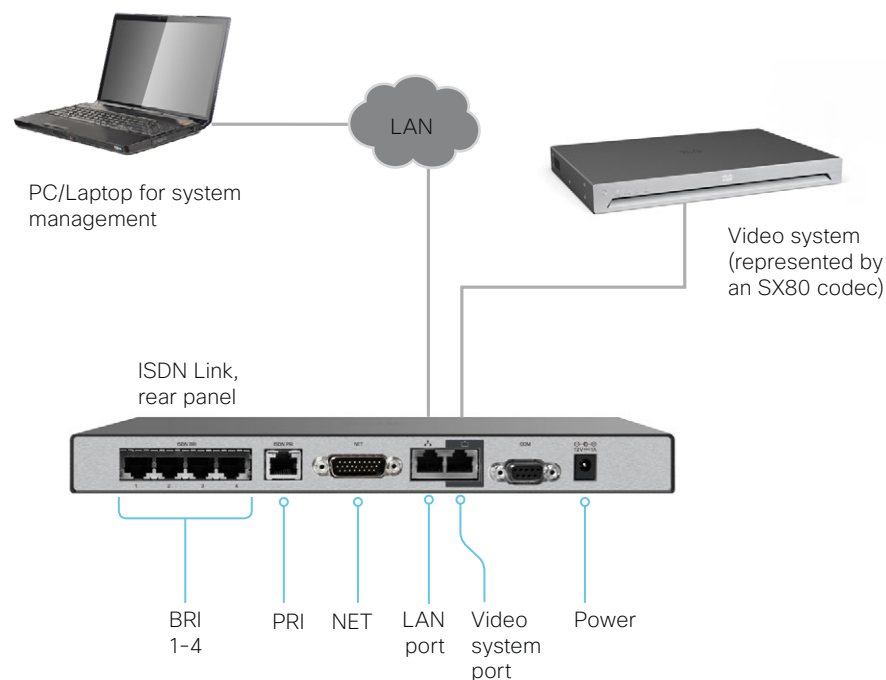 LAN
PC/Laptop for system
management
Video system
(represented by
an SX80 codec)
ISDN Link,
rear panel
ISDN BRI
ISDN PRI
NET
COM
1
2
3
4
BRI
1-4
PRI
NET
LAN
port
Video
system
port
Power